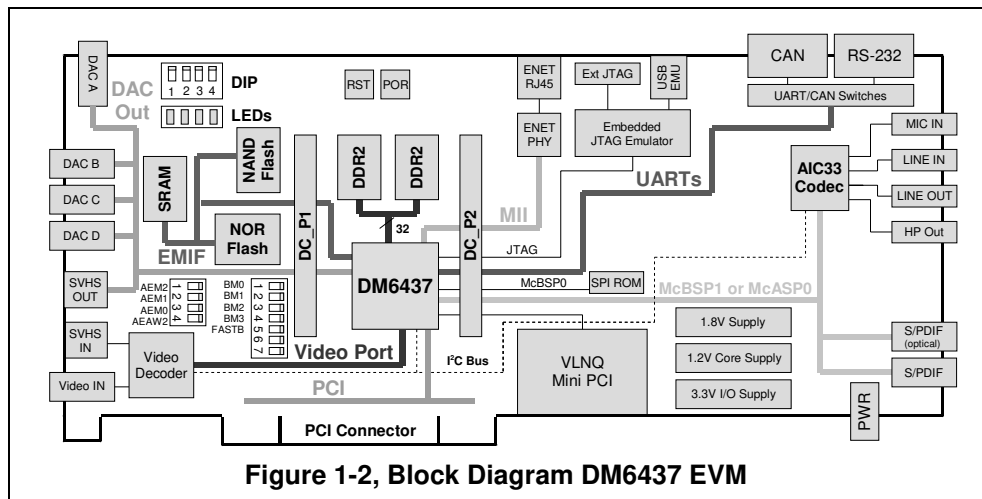 DAC A
DAC
Out
1 2 3 4
DIP
LEDs
RST
POR
ENET
RJ45
Ext JTAG
USB
EMU
CAN
RS-232
UART/CAN Switches
ENET
PHY
Embedded
JTAG Emulator
MIC IN
LINE IN
LINE OUT
HP Out
AIC33
Codec
DAC B
DAC C
DAC D
SRAM
NAND
Flash
NOR
Flash
EMIF
DC_P1
DDR2
DDR2
32
DC_P2
MII
UARTs
JTAG
DM6437
McBSP0
SPI ROM
McBSP1 or McASP0
SVHS
OUT
AEM2
AEM1
AEM0
AEAW2
1
2
3
4
BM0
BM1
BM2
BM3
FASTB
1
2
3
4
5
6
7
SVHS
IN
Video
Decoder
Video IN
Video Port
I²C Bus
PCI
VLNQ
Mini PCI
1.8V Supply
1.2V Core Supply
3.3V I/O Supply
S/PDIF
(optical)
S/PDIF
PWR
PCI Connector
Figure 1-2, Block Diagram DM6437 EVM